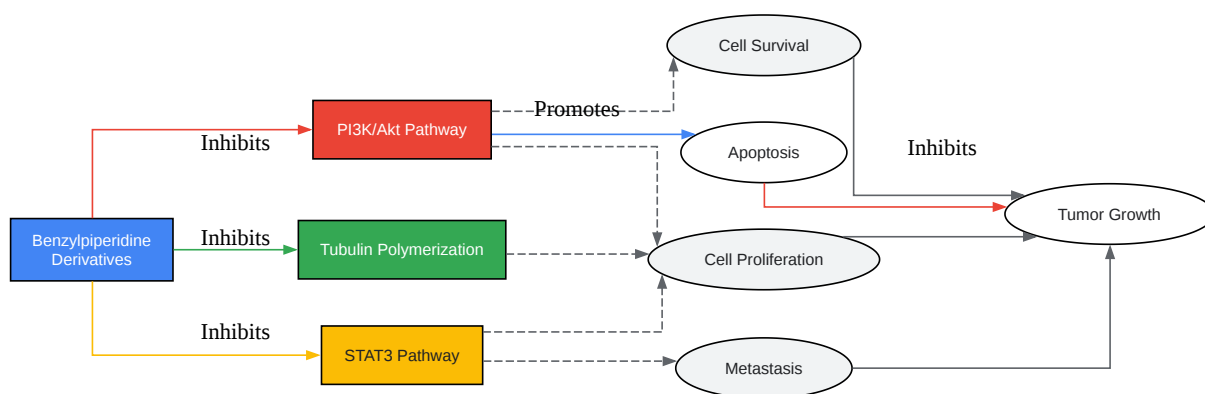 Cell Survival
Promotes
PI3K/Akt Pathway
Inhibits
Apoptosis
Inhibits
Tumor Growth
Benzylpiperidine
Derivatives
Inhibits
Tubulin Polymerization
Cell Proliferation
Inhibits
STAT3 Pathway
Metastasis